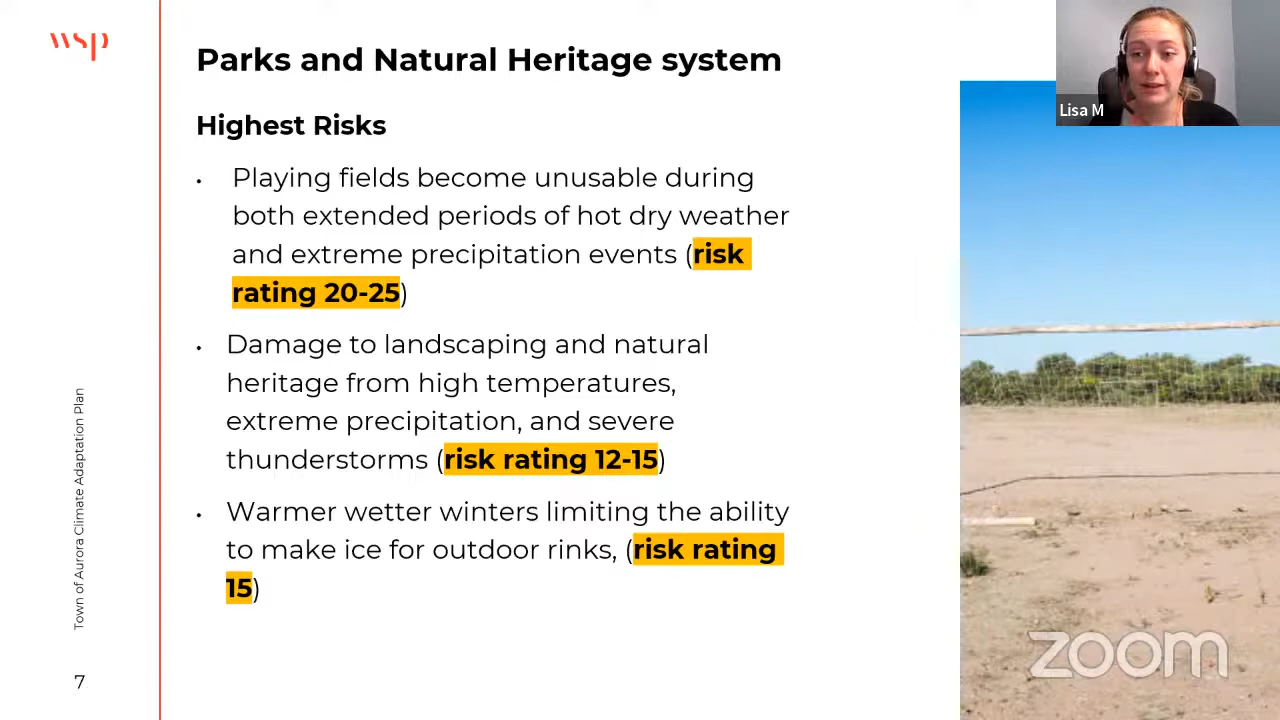 wsp
Parks and Natural Heritage system
Highest Risks
• Playing fields become unusable during
both extended periods of hot dry weather
and extreme precipitation events (risk
rating 20-25)
• Damage to landscaping and natural
heritage from high temperatures,
extreme precipitation, and severe
thunderstorms (risk rating 12-15)
• Warmer wetter winters limiting the ability
to make ice for outdoor rinks, (risk rating
15)
Town of Aurora Climate Adaptation Plan
7
Lisa M
zoom